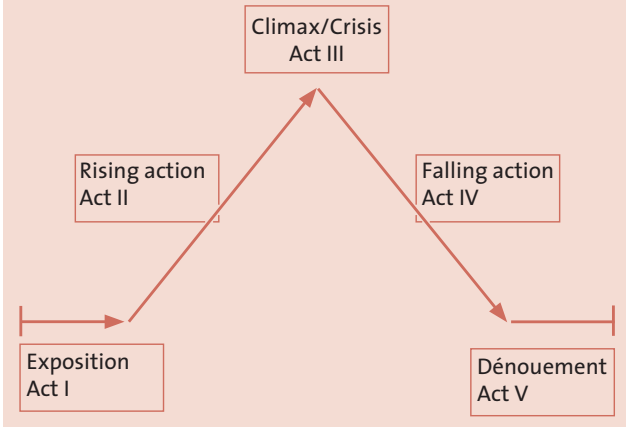 Climax/Crisis
Act III
Rising action
Act II
Falling action
Act IV
Exposition
Act I
Dénouement
Act V